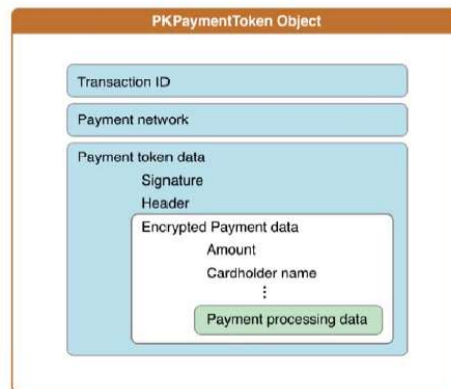 PKPaymentToken Object
Transaction ID
Payment network
Payment token data
Signature
Header
Encrypted Payment data
Amount
Cardholder name
⋮
Payment processing data